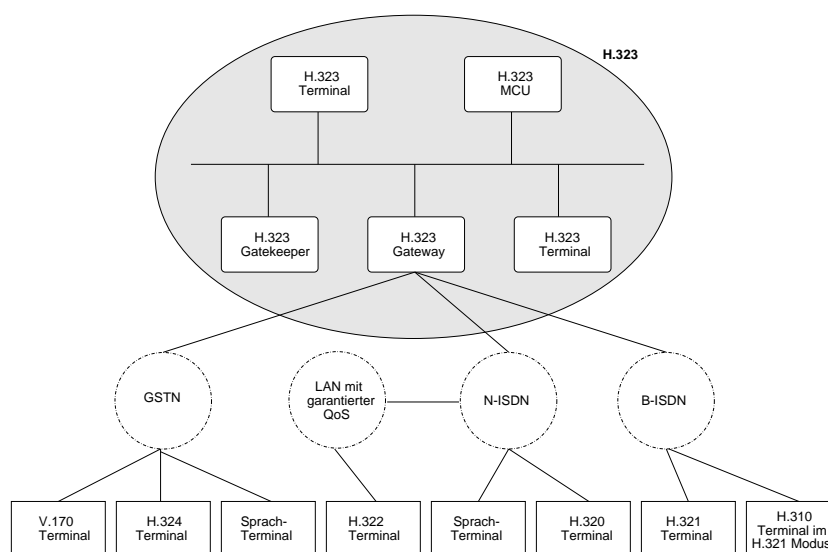 H.323
H.323
Terminal
H.323
MCU
H.323
Gatekeeper
H.323
Gateway
H.323
Terminal
GSTN
LAN mit
garantierter
QoS
N-ISDN
B-ISDN
V.170
Terminal
H.324
Terminal
Sprach-
Terminal
H.322
Terminal
Sprach-
Terminal
H.320
Terminal
H.321
Terminal
H.310
Terminal im
H.321 Modus